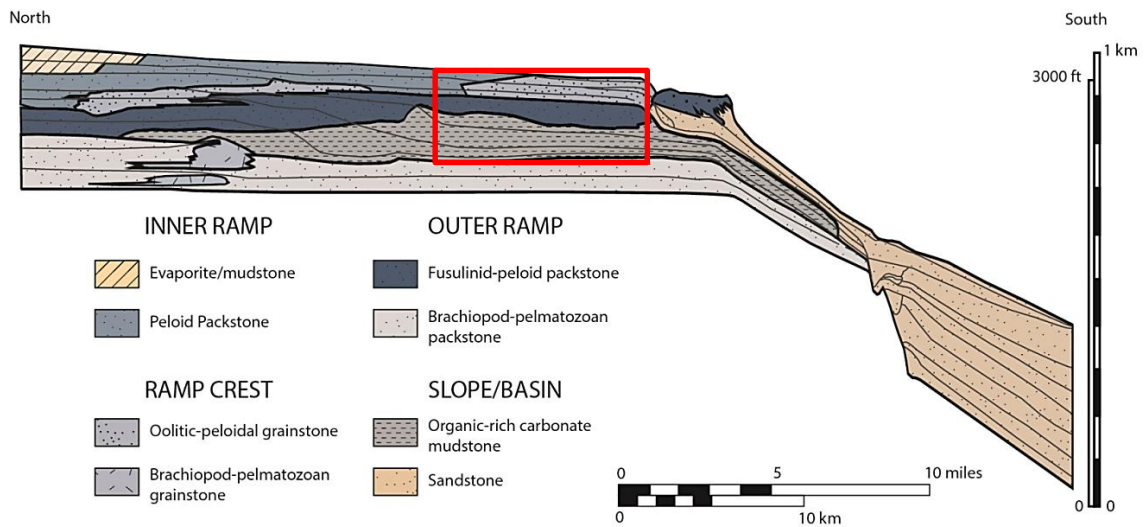 North
South
1 km
3000 ft
INNER RAMP
OUTER RAMP
Evaporite/mudstone
Fusulinid-peloid packstone
Peloid Packstone
Brachiopod-pelmatozoan
packstone
RAMP CREST
SLOPE/BASIN
Oolitic-peloidal grainstone
Organic-rich carbonate
mudstone
Brachiopod-pelmatozoan
grainstone
Sandstone
0 5 10 miles
0 10 km
0 0